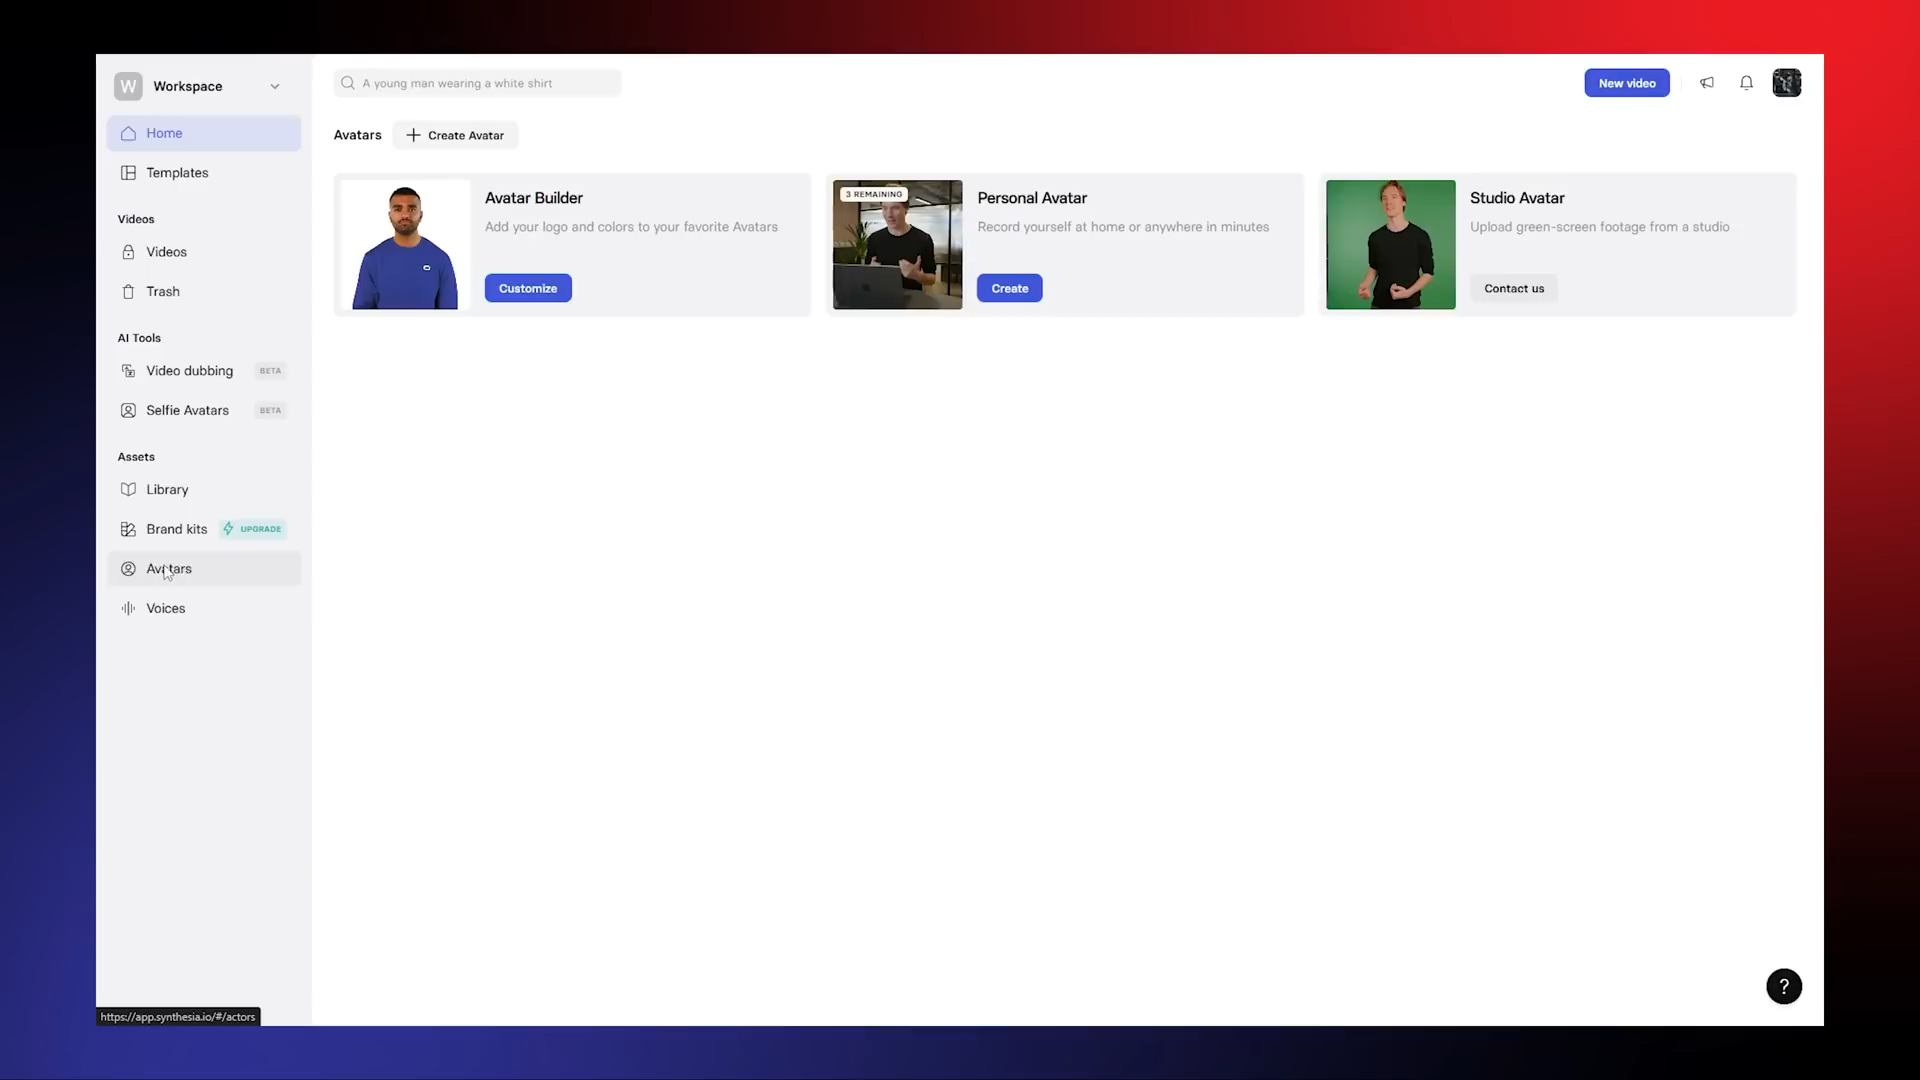 W Workspace
Home
Templates
Videos
Videos
Trash
AI Tools
Video dubbing BETA
Selfie Avatars BETA
Assets
Library
Brand kits UPGRADE
Avatars
Voices
https://app.synthesia.io/#/actors
A young man wearing a white shirt
New video
Avatars
Create Avatar
Avatar Builder
Add your logo and colors to your favorite Avatars
Customize
3 REMAINING
Personal Avatar
Record yourself at home or anywhere in minutes
Create
Studio Avatar
Upload green-screen footage from a studio
Contact us
?